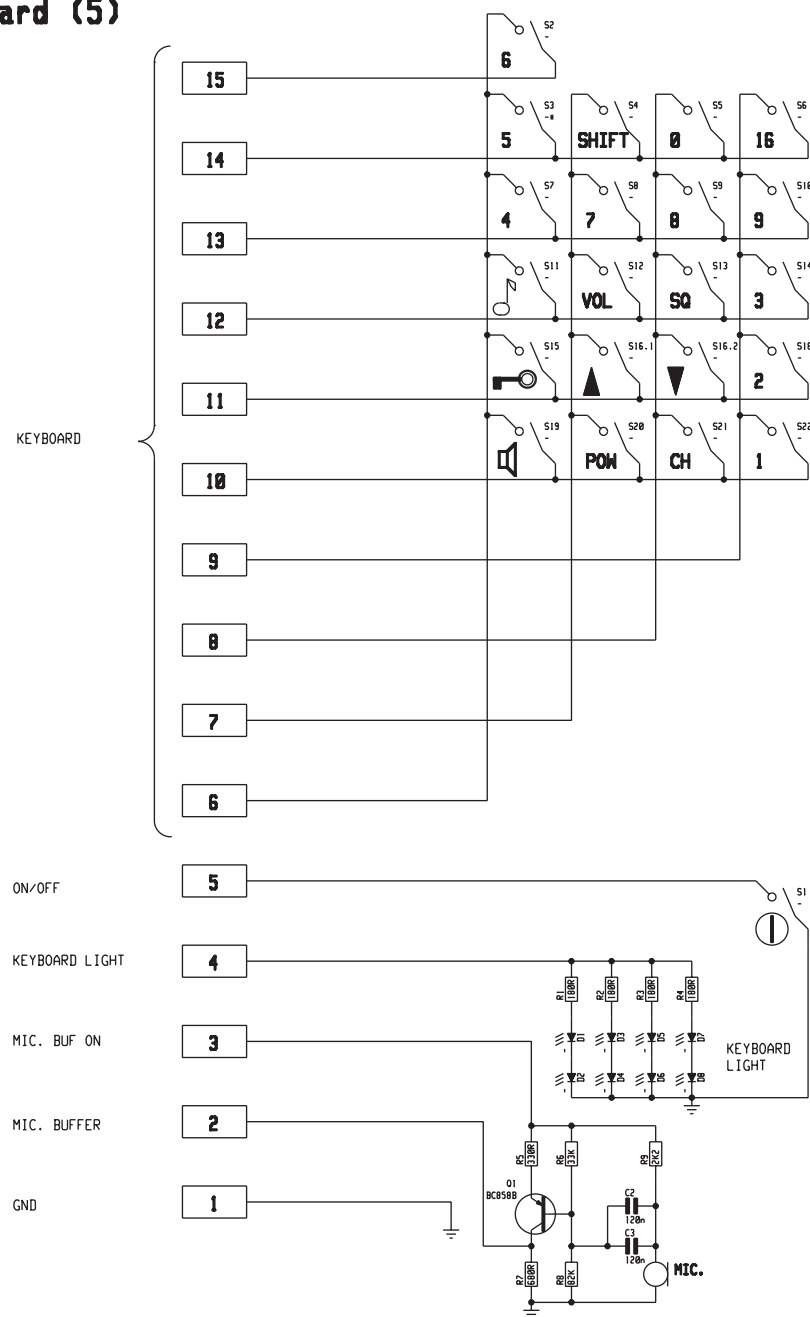 ard (5)
S2
6
15
S3 S4 S5 S6
5 SHIFT 0 16
14
S7 S8 S9 S10
4 7 8 9
13
S11 S12 S13 S14
VOL SQ 3
12
S15 S16.1 S16.2 S18
2
11
KEYBOARD
S19 S20 S21 S22
POW CH 1
10
9
8
7
6
ON/OFF 5 S1
KEYBOARD LIGHT 4
R1 180R R2 180R R3 180R R4 180R
MIC. BUF ON 3
D1 D3 D5 D7
KEYBOARD
LIGHT
D2 D4 D6 D8
MIC. BUFFER 2
R5 330R R6 33K R9 2K2
Q1
BC858B
GND 1
C2
120n
C3
120n
R7 680R R8 82K MIC.